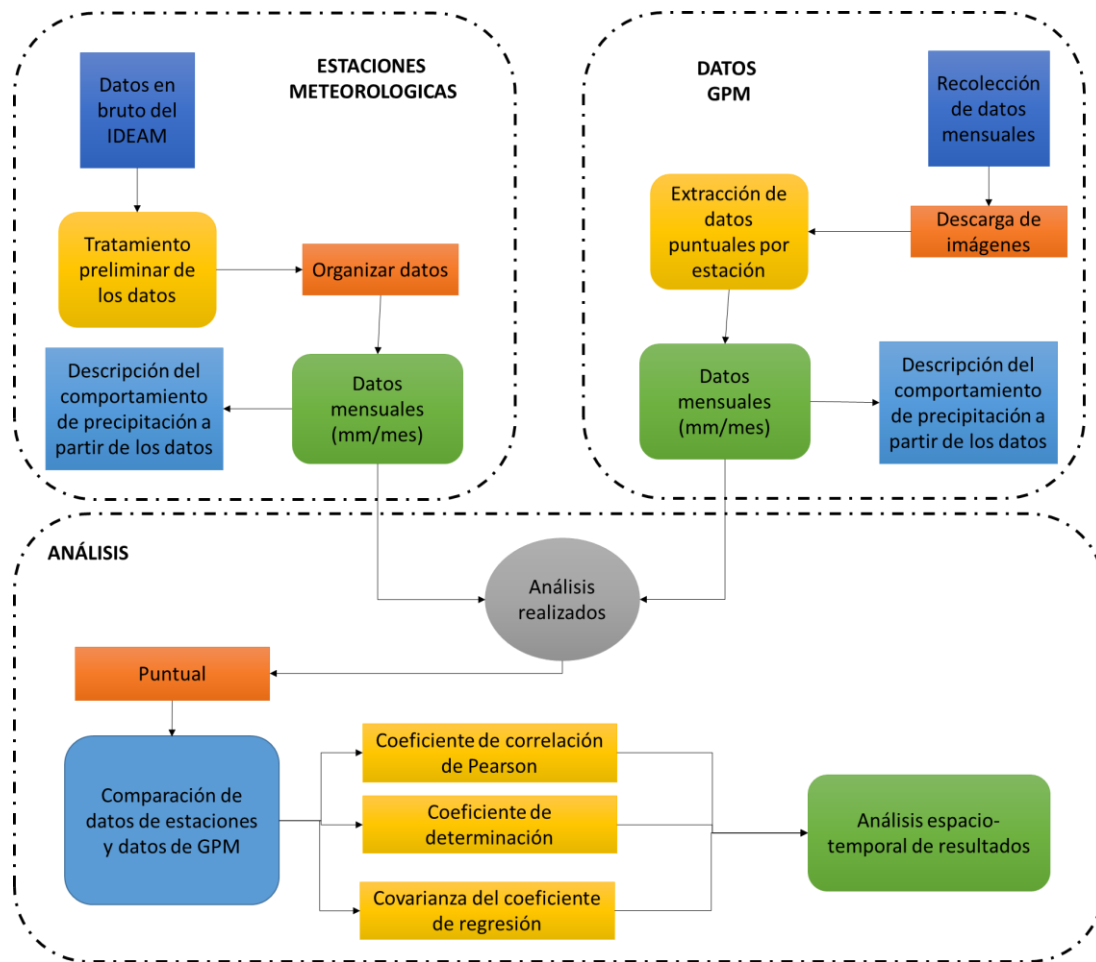 ESTACIONES
METEOROLOGICAS
Datos en
bruto del
IDEAM
Tratamiento
preliminar de
los datos
Organizar datos
Descripción del
comportamiento
de precipitación a
partir de los datos
Datos
mensuales
(mm/mes)
DATOS
GPM
Recolección
de datos
mensuales
Extracción de
datos
puntuales por
estación
Descarga de
imágenes
Datos
mensuales
(mm/mes)
Descripción del
comportamiento
de precipitación a
partir de los datos
ANÁLISIS
Análisis
realizados
Puntual
Comparación de
datos de estaciones
y datos de GPM
Coeficiente de correlación
de Pearson
Coeficiente de
determinación
Covarianza del coeficiente
de regresión
Análisis espacio-
temporal de resultados